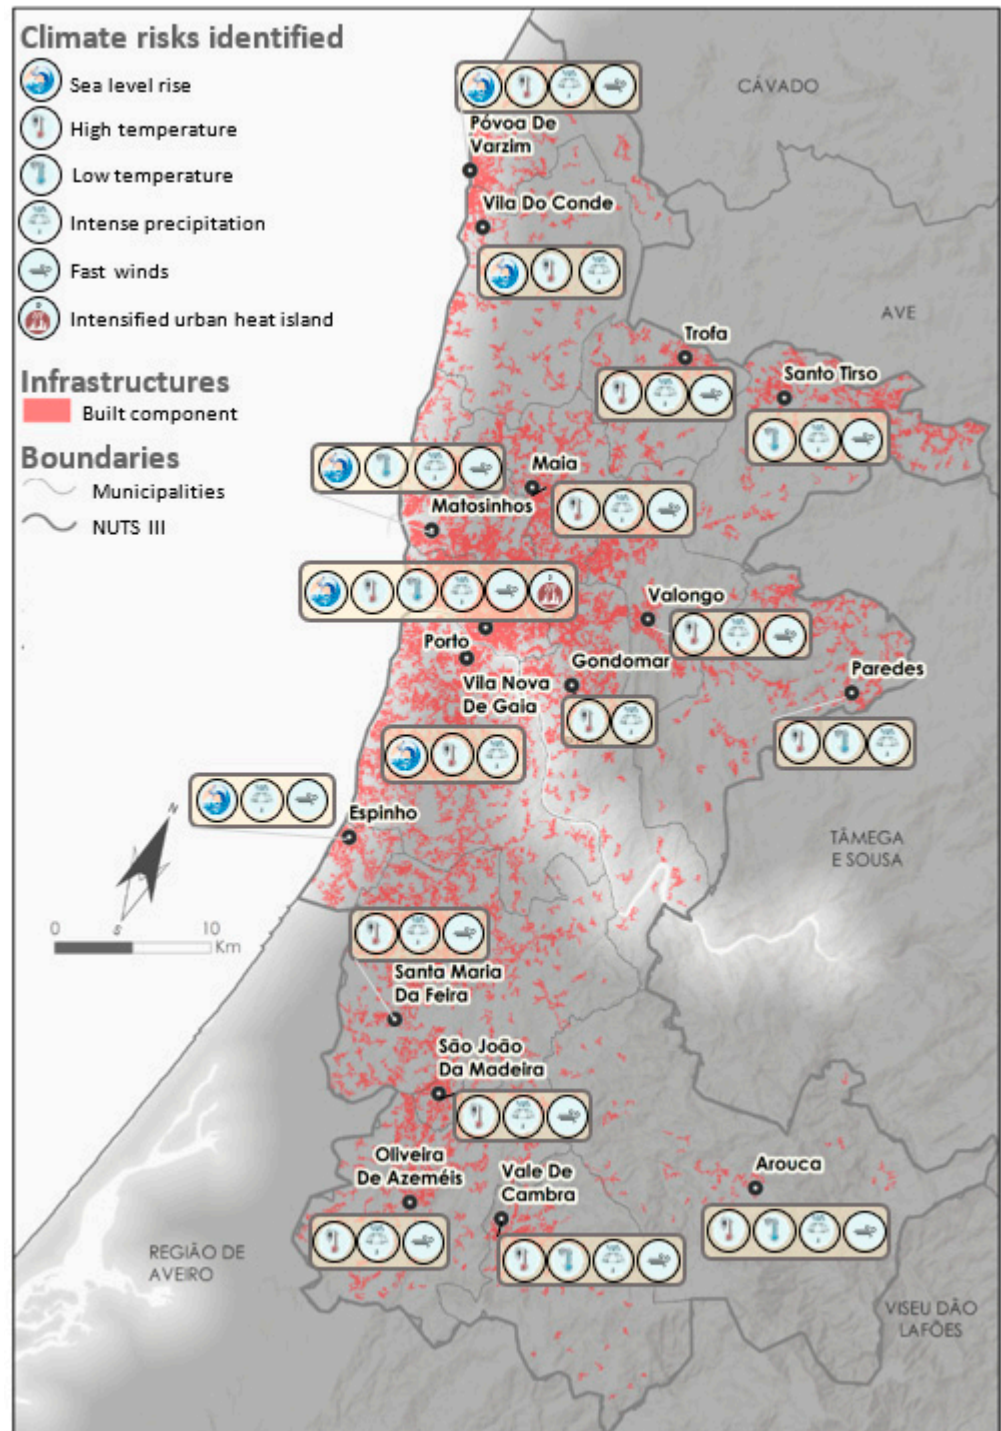 Climate risks identified
Sea level rise
High temperature
Low temperature
Intense precipitation
Fast winds
Intensified urban heat island
Infrastructures
Built component
Boundaries
Municipalities
NUTS III
CÁVADO
Póvoa De
Varzim
Vila Do Conde
AVE
Trofa
Santo Tirso
Maia
Matosinhos
Valongo
Porto
Gondomar
Paredes
Vila Nova
De Gaia
Espinho
N
S
0 10
Km
TÂMEGA
E SOUSA
Santa Maria
Da Feira
São João
Da Madeira
Oliveira
De Azeméis
Vale De
Cambra
Arouca
REGIÃO DE
AVEIRO
VISEU DÃO
LAFÕES